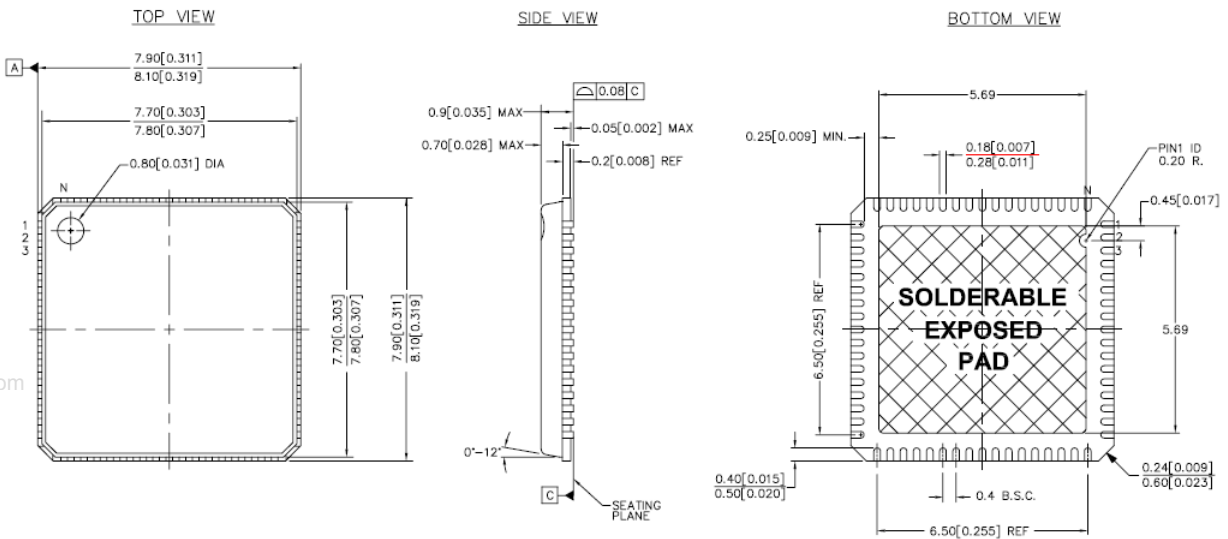 TOP VIEW
SIDE VIEW
BOTTOM VIEW
A
7.90[0.311]
8.10[0.319]
7.70[0.303]
7.80[0.307]
0.80[0.031] DIA
N
1
2
3
7.70[0.303]
7.80[0.307]
7.90[0.311]
8.10[0.319]
om
0.08 C
0.9[0.035] MAX
0.05[0.002] MAX
0.70[0.028] MAX
0.2[0.008] REF
0°-12°
C
SEATING
PLANE
5.69
0.25[0.009] MIN.
0.18[0.007]
0.28[0.011]
PIN1 ID
0.20 R.
N
0.45[0.017]
1
2
3
6.50[0.255] REF
SOLDERABLE
EXPOSED
PAD
5.69
0.40[0.015]
0.50[0.020]
0.4 B.S.C.
0.24[0.009]
0.60[0.023]
6.50[0.255] REF